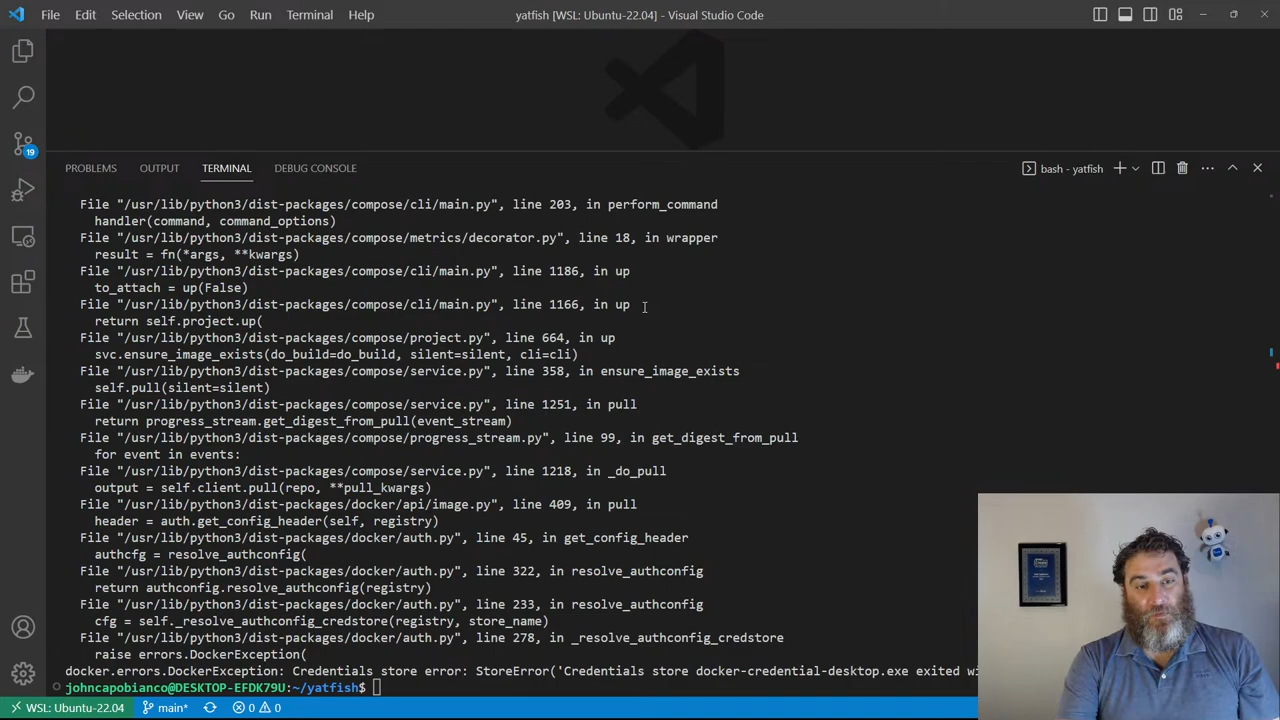 File Edit Selection View Go Run Terminal Help
yatfish [WSL: Ubuntu-22.04] - Visual Studio Code
PROBLEMS OUTPUT TERMINAL DEBUG CONSOLE
bash - yatfish
19
File "/usr/lib/python3/dist-packages/compose/cli/main.py", line 203, in perform_command
handler(command, command_options)
File "/usr/lib/python3/dist-packages/compose/metrics/decorator.py", line 18, in wrapper
result = fn(*args, **kwargs)
File "/usr/lib/python3/dist-packages/compose/cli/main.py", line 1186, in up
to_attach = up(False)
File "/usr/lib/python3/dist-packages/compose/cli/main.py", line 1166, in up
return self.project.up(
File "/usr/lib/python3/dist-packages/compose/project.py", line 664, in up
svc.ensure_image_exists(do_build=do_build, silent=silent, cli=cli)
File "/usr/lib/python3/dist-packages/compose/service.py", line 358, in ensure_image_exists
self.pull(silent=silent)
File "/usr/lib/python3/dist-packages/compose/service.py", line 1251, in pull
return progress_stream.get_digest_from_pull(event_stream)
File "/usr/lib/python3/dist-packages/compose/progress_stream.py", line 99, in get_digest_from_pull
for event in events:
File "/usr/lib/python3/dist-packages/compose/service.py", line 1218, in _do_pull
output = self.client.pull(repo, **pull_kwargs)
File "/usr/lib/python3/dist-packages/docker/api/image.py", line 409, in pull
header = auth.get_config_header(self, registry)
File "/usr/lib/python3/dist-packages/docker/auth.py", line 45, in get_config_header
authcfg = resolve_authconfig(
File "/usr/lib/python3/dist-packages/docker/auth.py", line 322, in resolve_authconfig
return authconfig.resolve_authconfig(registry)
File "/usr/lib/python3/dist-packages/docker/auth.py", line 233, in resolve_authconfig
cfg = self._resolve_authconfig_credstore(registry, store_name)
File "/usr/lib/python3/dist-packages/docker/auth.py", line 278, in _resolve_authconfig_credstore
raise errors.DockerException(
docker.errors.DockerException: Credentials store error: StoreError('Credentials store docker-credential-desktop.exe exited wi
johncapobianco@DESKTOP-EFDK79U:~/yatfish$
WSL: Ubuntu-22.04 main* 0 0